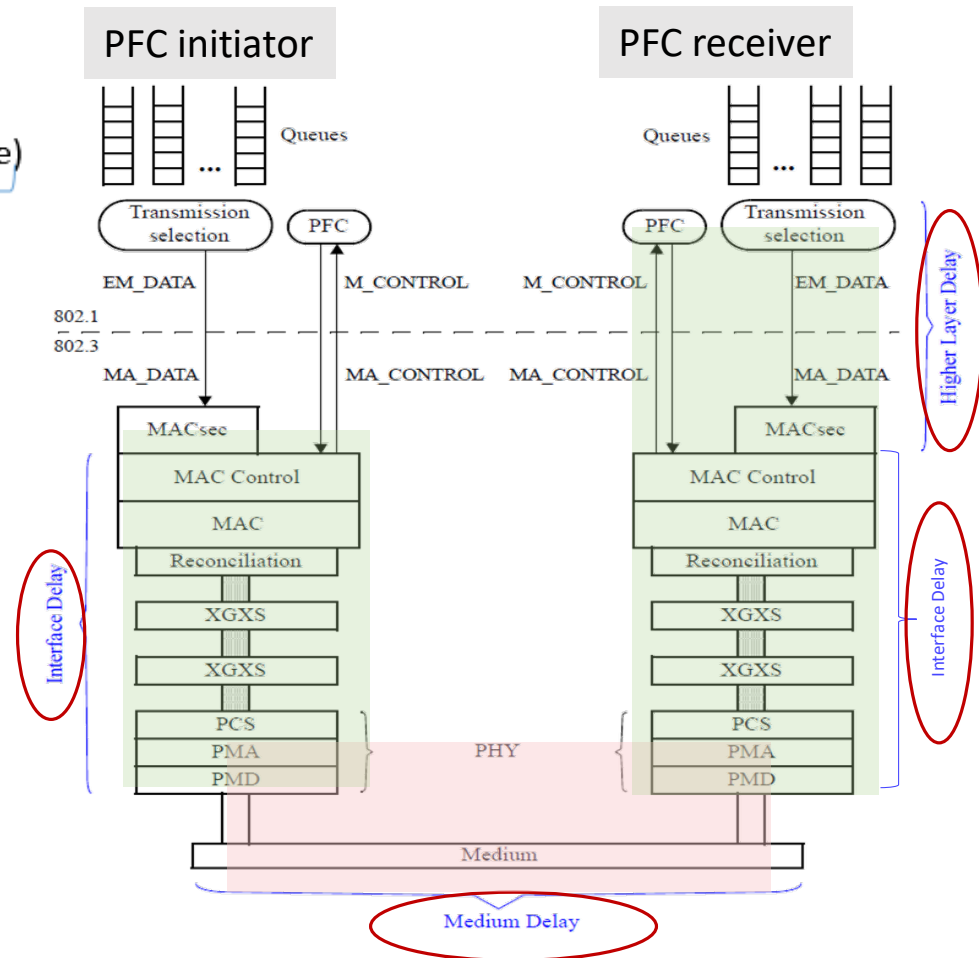 PFC initiator
PFC receiver
e)
Queues
Queues
...
...
Transmission
selection
PFC
PFC
Transmission
selection
EM_DATA
M_CONTROL
M_CONTROL
EM_DATA
802.1
802.3
MA_DATA
MA_CONTROL
MA_CONTROL
MA_DATA
Higher Layer Delay
MACsec
MACsec
MAC Control
MAC Control
MAC
MAC
Reconciliation
Reconciliation
Interface Delay
Interface Delay
XGXS
XGXS
XGXS
XGXS
PCS
PCS
PMA
PHY
PMA
PMD
PMD
Medium
Medium Delay